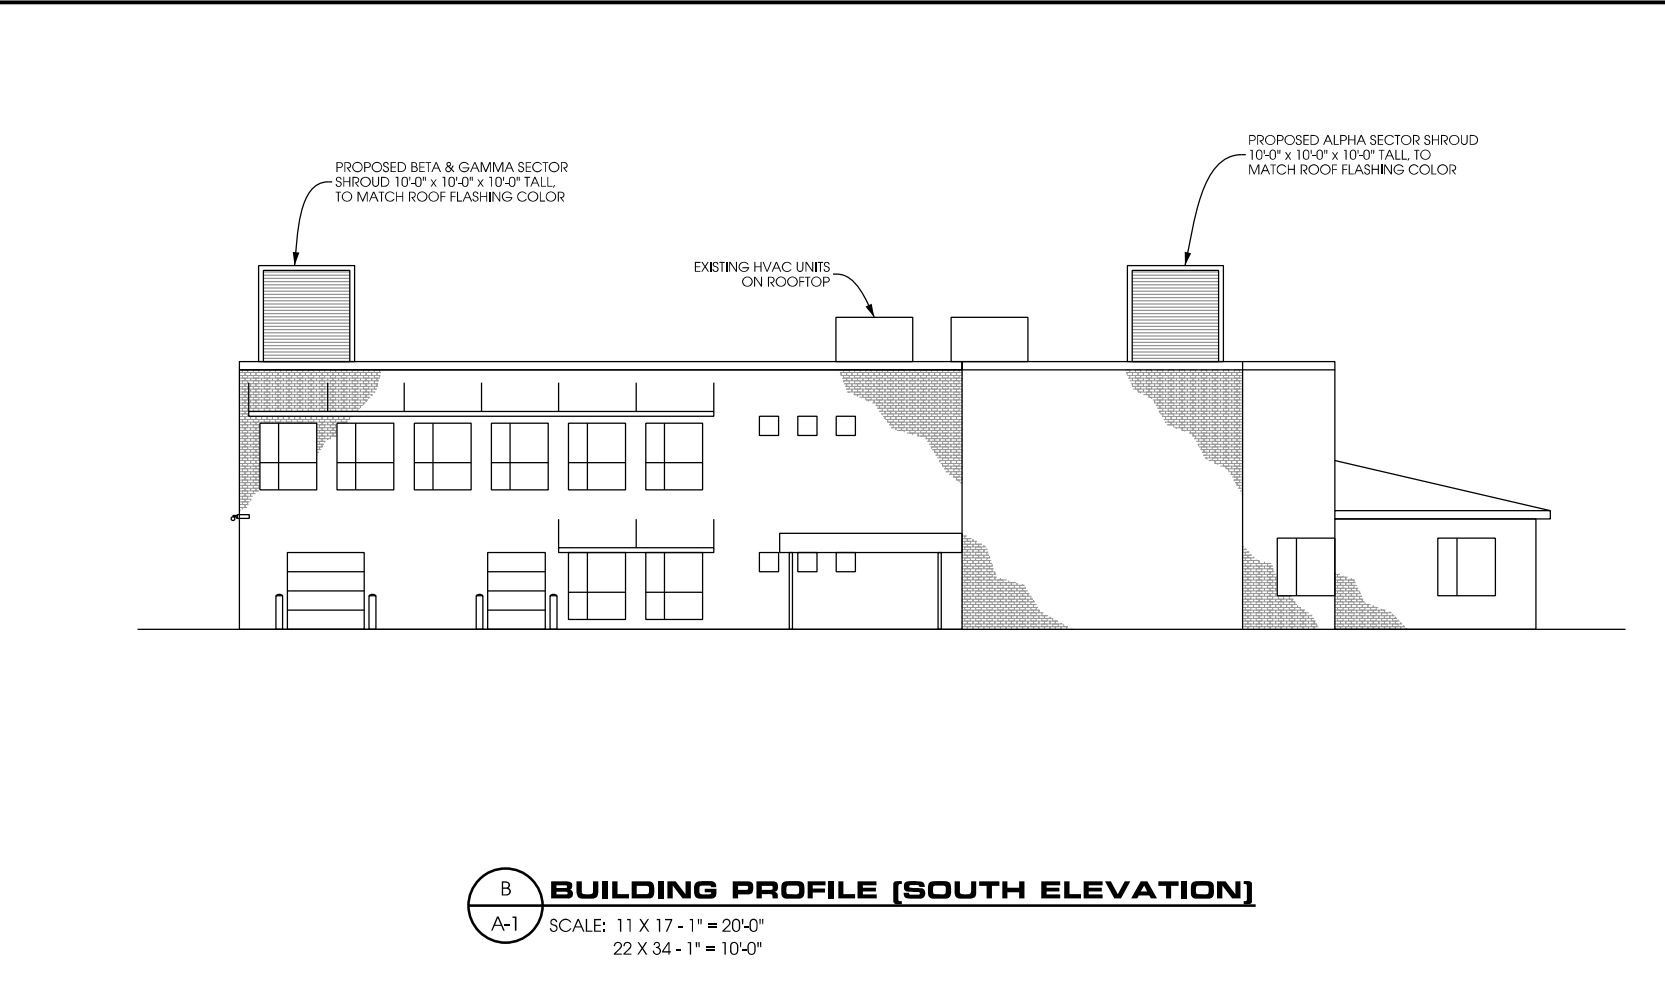 PROPOSED BETA & GAMMA SECTOR
SHROUD 10'-0" x 10'-0" x 10'-0" TALL,
TO MATCH ROOF FLASHING COLOR
EXISTING HVAC UNITS
ON ROOFTOP
PROPOSED ALPHA SECTOR SHROUD
10'-0" x 10'-0" x 10'-0" TALL, TO
MATCH ROOF FLASHING COLOR
B
A-1
BUILDING PROFILE (SOUTH ELEVATION)
SCALE: 11 X 17 - 1" = 20'-0"
22 X 34 - 1" = 10'-0"